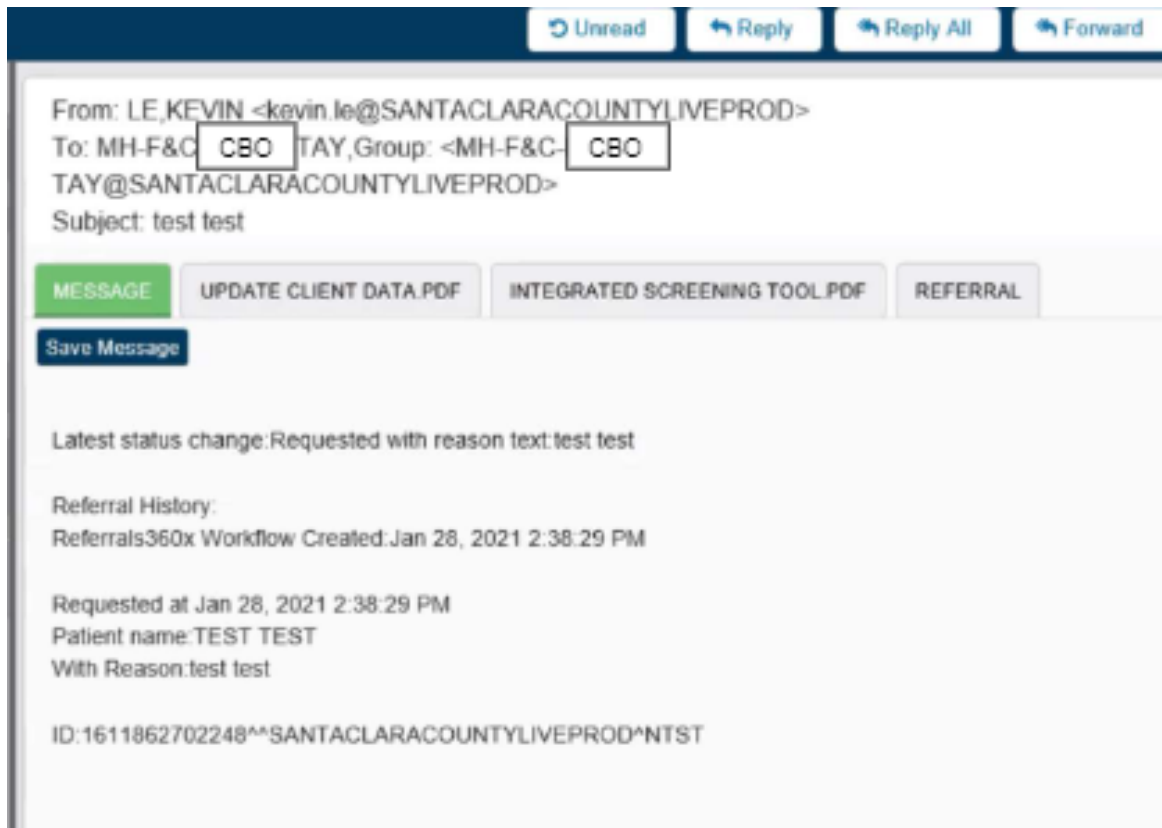 Unread Reply Reply All Forward
From: LE,KEVIN <kevin.le@SANTACLARACOUNTYLIVEPROD>
To: MH-F&C CBO TAY,Group: <MH-F&C- CBO
TAY@SANTACLARACOUNTYLIVEPROD>
Subject: test test
MESSAGE UPDATE CLIENT DATA.PDF INTEGRATED SCREENING TOOL.PDF REFERRAL
Save Message
Latest status change:Requested with reason text:test test
Referral History:
Referrals360x Workflow Created:Jan 28, 2021 2:38:29 PM
Requested at Jan 28, 2021 2:38:29 PM
Patient name:TEST TEST
With Reason:test test
ID:1611862702248^^SANTACLARACOUNTYLIVEPROD^NTST